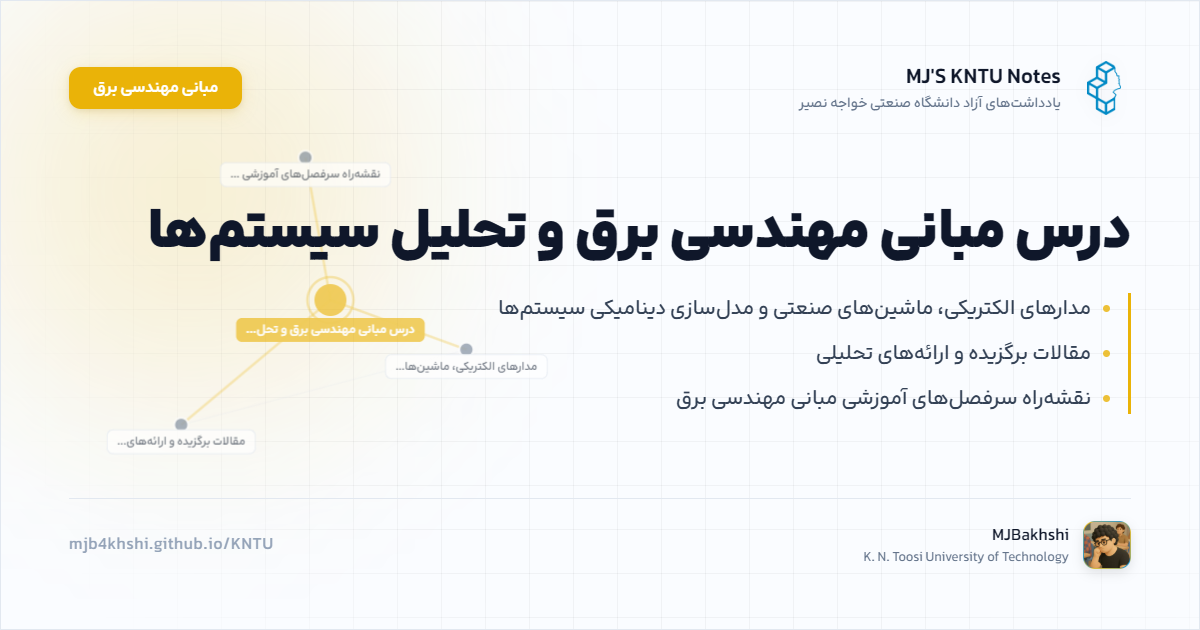 MJ'S KNTU Notes
یادداشت‌های آزاد دانشگاه صنعتی خواجه نصیر
مبانی مهندسی برق
نقشه‌راه سرفصل‌های آموزشی ...
درس مبانی مهندسی برق و تحلیل سیستم‌ها
مدارهای الکتریکی، ماشین‌های صنعتی و مدل‌سازی دینامیکی سیستم‌ها
مقالات برگزیده و ارائه‌های تحلیلی
نقشه‌راه سرفصل‌های آموزشی مبانی مهندسی برق
درس مبانی مهندسی برق و تحل...
مدارهای الکتریکی، ماشین‌ها...
مقالات برگزیده و ارائه‌های...
MJBakhshi
K. N. Toosi University of Technology
mjb4khshi.github.io/KNTU